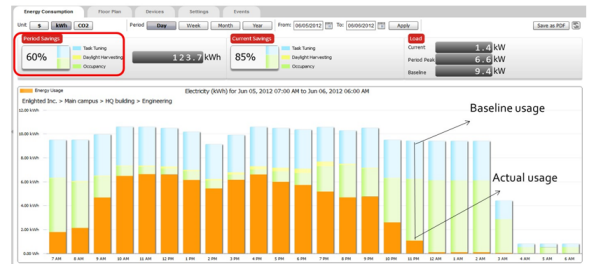 Energy Consumption Floor Plan Devices Settings Events
Unit $ kWh CO2 Period Day Week Month Year From: 06/05/2012 To: 06/06/2012 Apply Save as PDF
Period Savings
60%
Task Tuning
Daylight Harvesting
Occupancy
123.7 kWh
Current Savings
85%
Task Tuning
Daylight Harvesting
Occupancy
Load
Current 1.4 kW
Period Peak 6.6 kW
Baseline 9.4 kW
Energy Usage
Electricity (kWh) for Jun 05, 2012 07:00 AM to Jun 06, 2012 06:00 AM
Enlighted Inc. > Main campus > HQ building > Engineering
12.00 kWh
10.00 kWh
8.00 kWh
6.00 kWh
4.00 kWh
2.00 kWh
0.00 kWh
Baseline usage
Actual usage
7 AM 8 AM 9 AM 10 AM 11 AM 12 PM 1 PM 2 PM 3 PM 4 PM 5 PM 6 PM 7 PM 8 PM 9 PM 10 PM 11 PM 12 AM 1 AM 2 AM 3 AM 4 AM 5 AM 6 AM